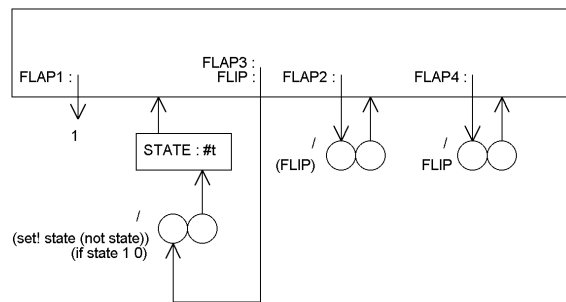 FLAP3 :
FLAP1 :
FLIP :
FLAP2 :
FLAP4 :
1
STATE : #t
/
(FLIP)
/
FLIP
/
(set! state (not state))
(if state 1 0)